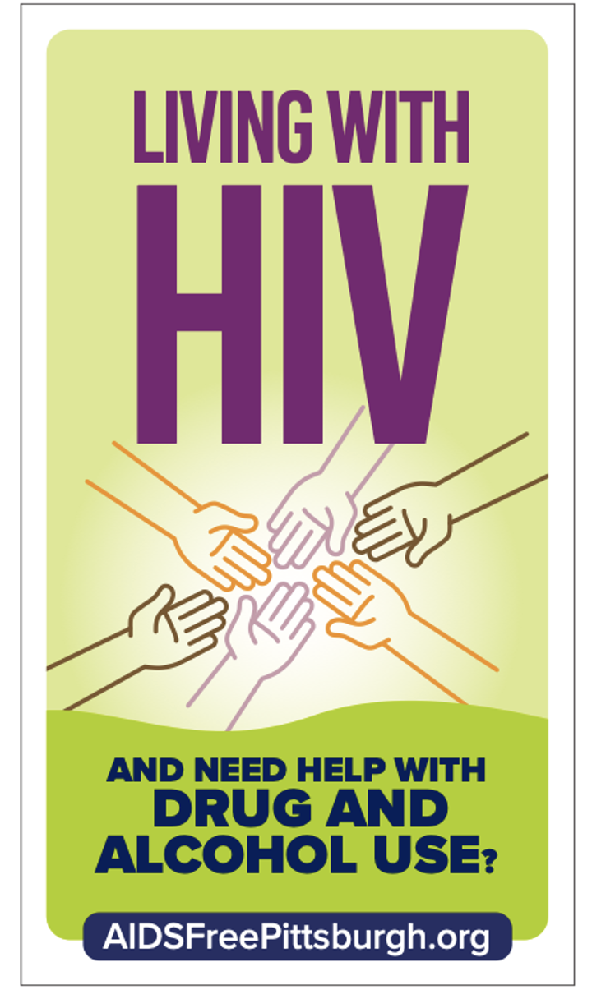 LIVING WITH
HIV
AND NEED HELP WITH
DRUG AND
ALCOHOL USE?
AIDSFreePittsburgh.org